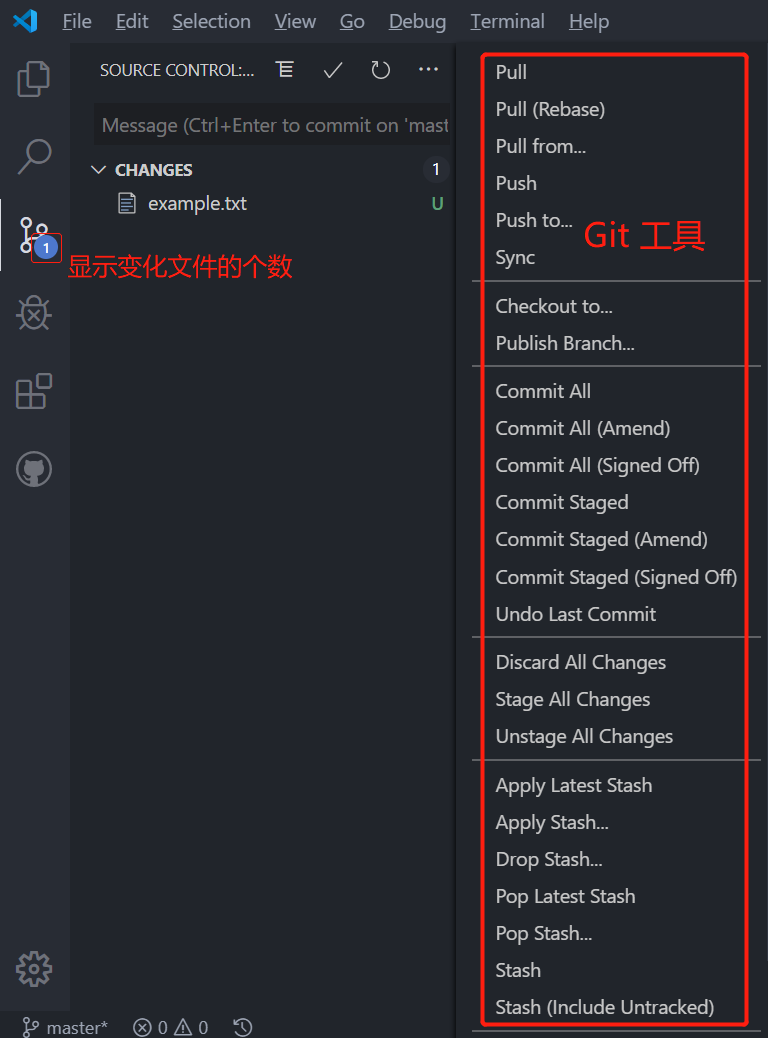 File Edit Selection View Go Debug Terminal Help
SOURCE CONTROL:...
Message (Ctrl+Enter to commit on 'mast
CHANGES 1
example.txt U
1
显示变化文件的个数
Pull
Pull (Rebase)
Pull from...
Push
Push to...
Git 工具
Sync
Checkout to...
Publish Branch...
Commit All
Commit All (Amend)
Commit All (Signed Off)
Commit Staged
Commit Staged (Amend)
Commit Staged (Signed Off)
Undo Last Commit
Discard All Changes
Stage All Changes
Unstage All Changes
Apply Latest Stash
Apply Stash...
Drop Stash...
Pop Latest Stash
Pop Stash...
Stash
Stash (Include Untracked)
master* 0 0